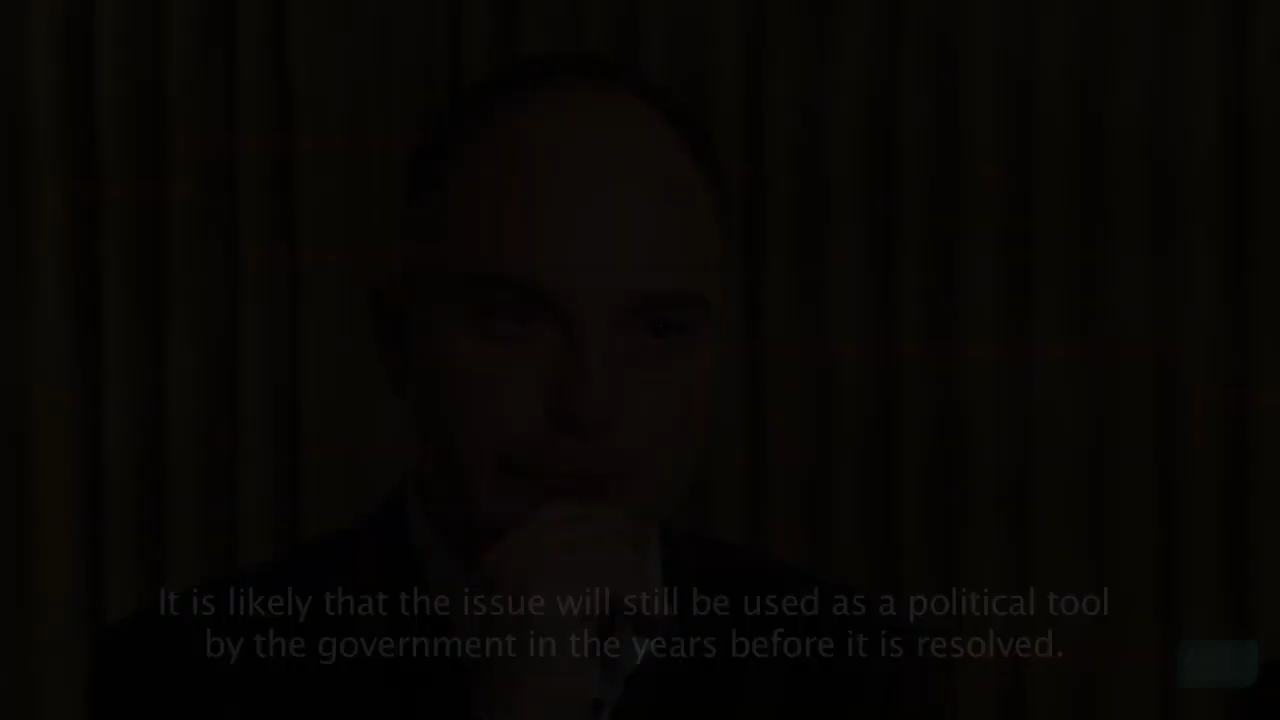 It is likely that the issue will still be used as a political tool
by the government in the years before it is resolved.